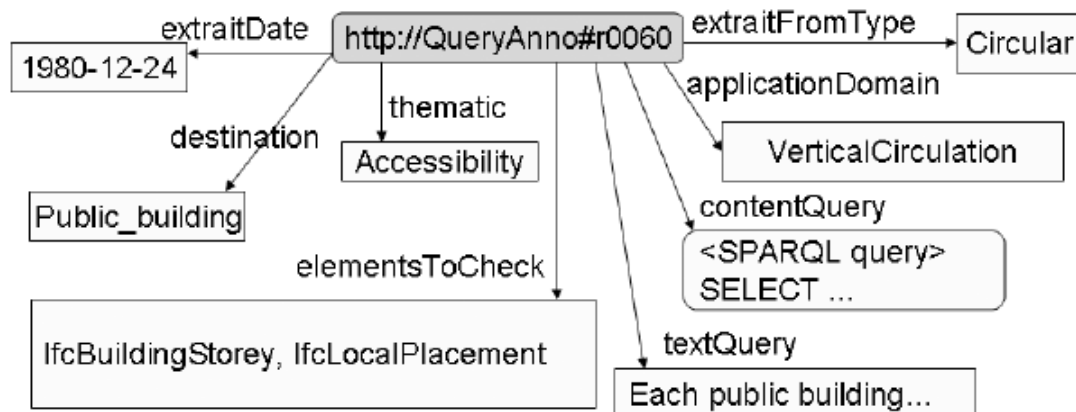 extraitDate
http://QueryAnno#r0060
extraitFromType
1980-12-24
Circular
thematic
applicationDomain
destination
Accessibility
VerticalCirculation
Public_building
contentQuery
<SPARQL query>
SELECT ...
elementsToCheck
IfcBuildingStorey, IfcLocalPlacement
textQuery
Each public building...